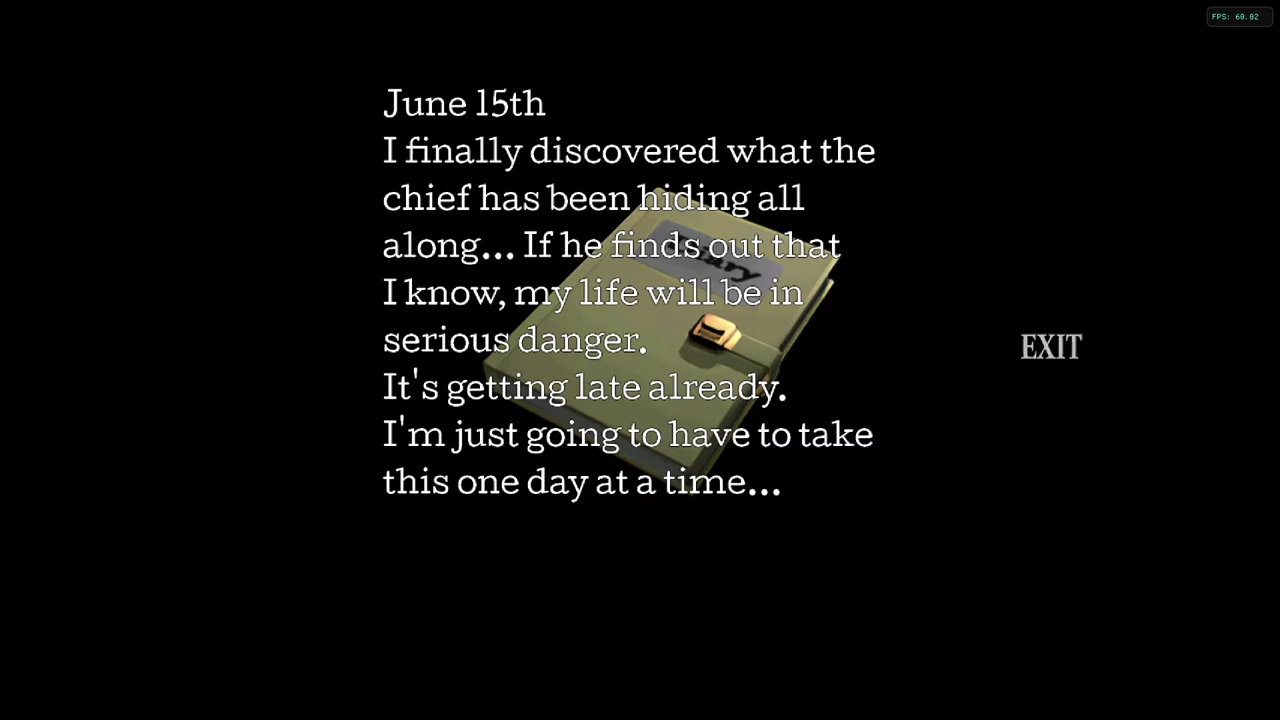 FPS: 60.02
June 15th
I finally discovered what the
chief has been hiding all
along... If he finds out that
I know, my life will be in
serious danger.
It's getting late already.
I'm just going to have to take
this one day at a time...
Diary
EXIT